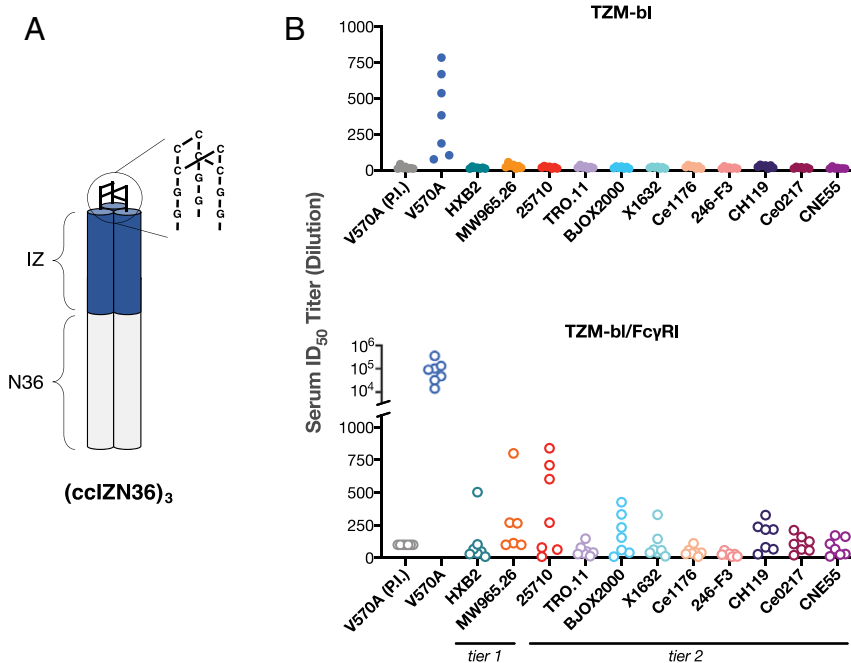 A
C
C
C
C
C
C
G
G
G
G
G
G
IZ
N36
(ccIZN36)₃
B
Serum ID₅₀ Titer (Dilution)
TZM-bl
1000
750
500
250
0
V570A (P.I.)
V570A
HXB2
MW965.26
25710
TRO.11
BJOX2000
X1632
Ce1176
246-F3
CH119
Ce0217
CNE55
TZM-bl/FcγRI
10⁶
10⁵
10⁴
1000
750
500
250
0
V570A (P.I.)
V570A
HXB2
MW965.26
25710
TRO.11
BJOX2000
X1632
Ce1176
246-F3
CH119
Ce0217
CNE55
tier 1
tier 2